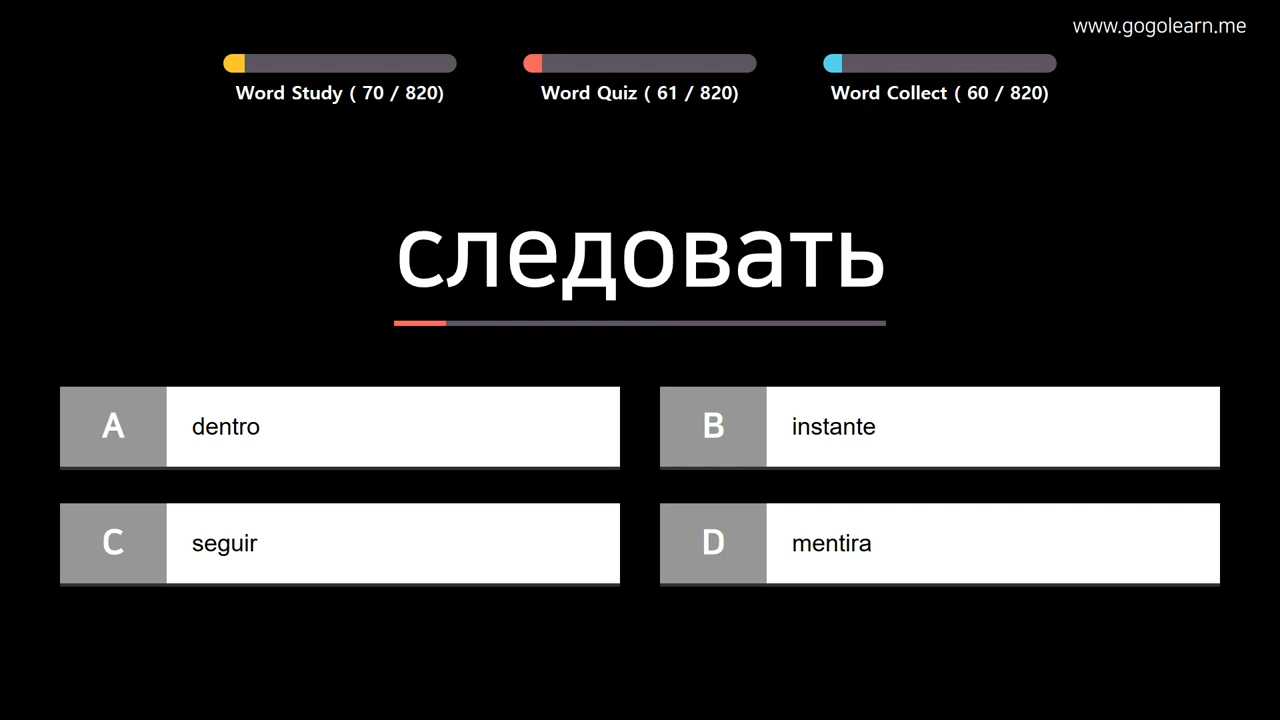 www.gogolearn.me
Word Study ( 70 / 820)
Word Quiz ( 61 / 820)
Word Collect ( 60 / 820)
следовать
A dentro
B instante
C seguir
D mentira